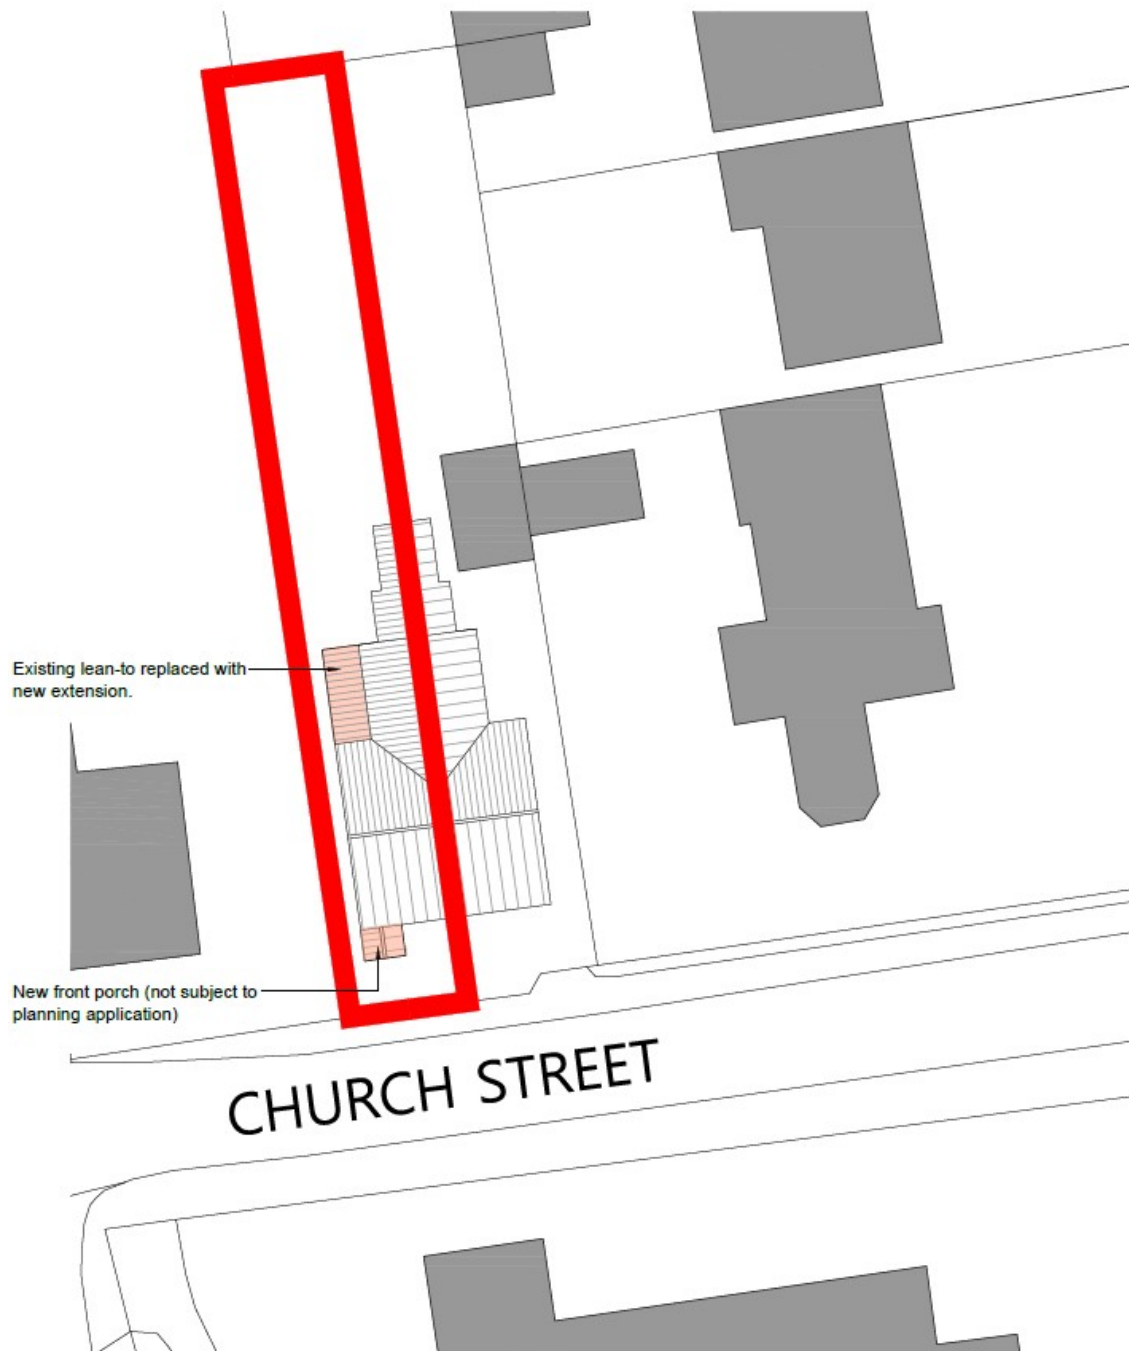 Existing lean-to replaced with
new extension.
New front porch (not subject to
planning application)
CHURCH STREET